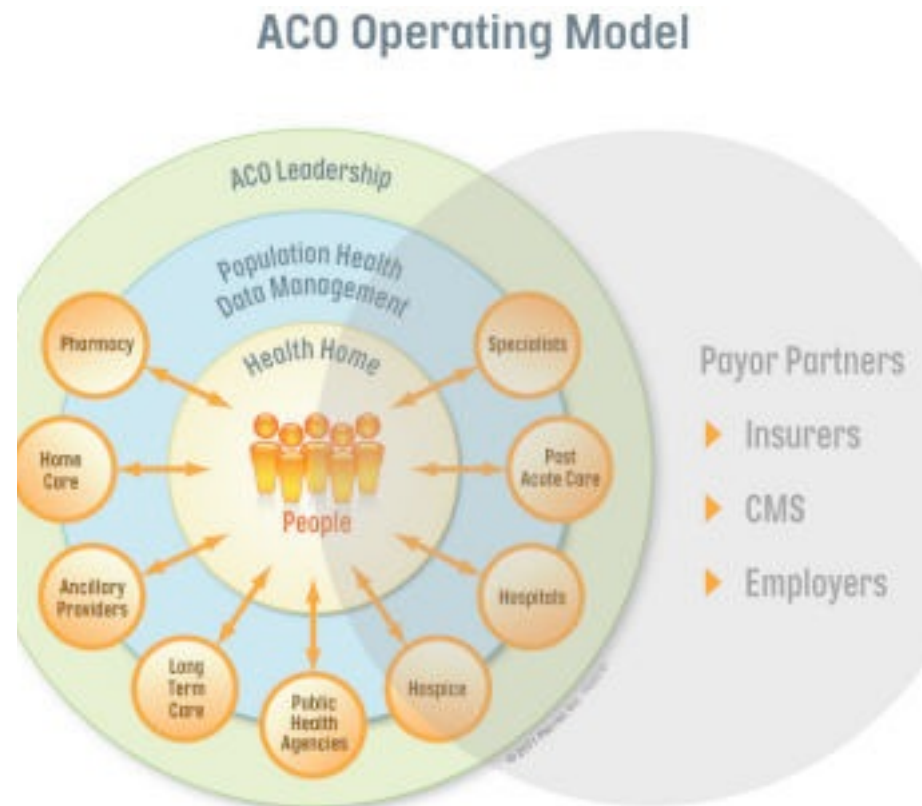 ACO Operating Model
ACO Leadership
Population Health
Data Management
Health Home
Pharmacy
Specialists
Home
Care
Post
Acute Care
People
Ancillary
Providers
Hospitals
Long
Term
Care
Public
Health
Agencies
Hospice
Payor Partners
Insurers
CMS
Employers